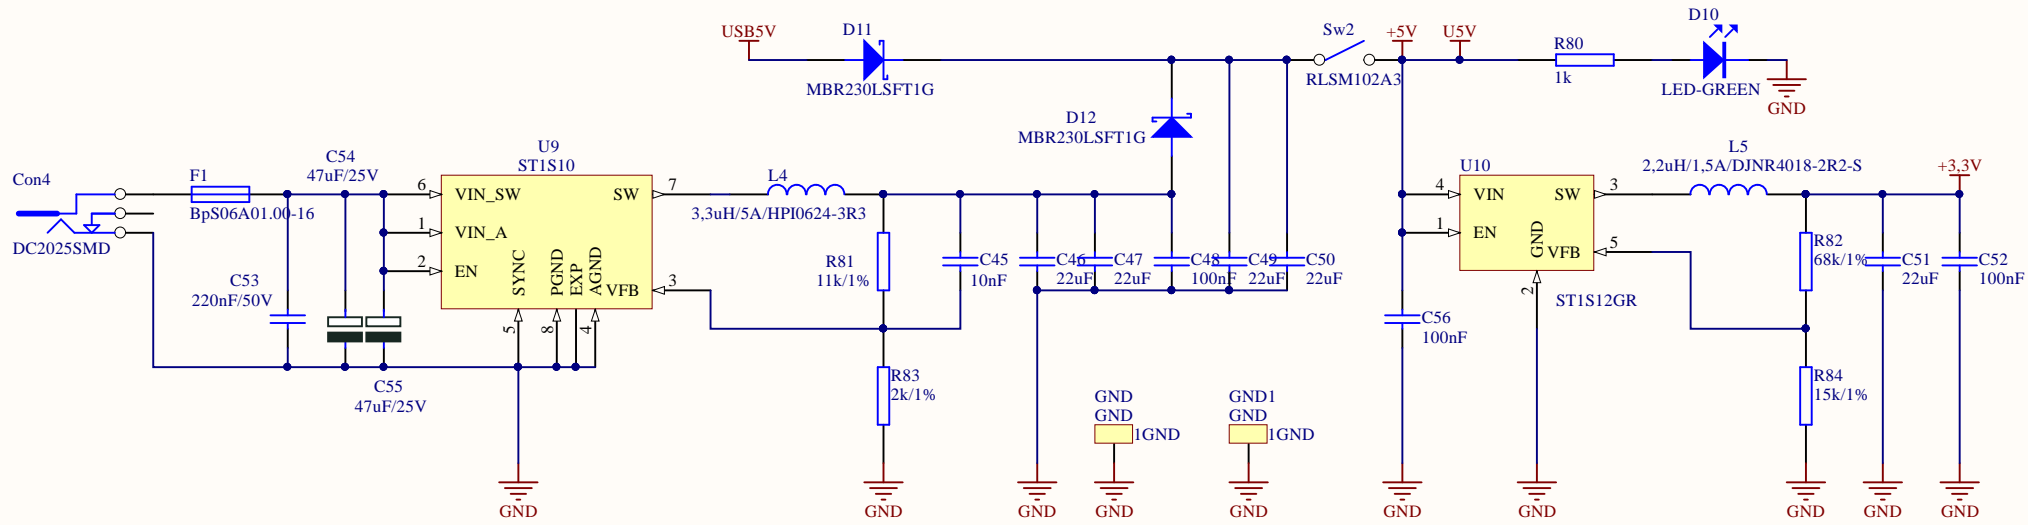 USB5V
D11
MBR230LSFT1G
Sw2
RLSM102A3
+5V
U5V
R80
1k
D10
LED-GREEN
GND
D12
MBR230LSFT1G
Con4
DC2025SMD
F1
BpS06A01.00-16
C54
47uF/25V
C53
220nF/50V
C55
47uF/25V
U9
ST1S10
6
VIN_SW
1
VIN_A
2
EN
SW
7
VFB
3
SYNC
PGND
EXP
AGND
5
8
4
GND
L4
3,3uH/5A/HPI0624-3R3
R81
11k/1%
R83
2k/1%
GND
C45
10nF
C46
22uF
C47
22uF
C48
100nF
C49
22uF
C50
22uF
GND
GND
GND
1GND
GND
GND1
GND
1GND
GND
C56
100nF
GND
U10
ST1S12GR
4
VIN
1
EN
SW
3
VFB
5
GND
2
GND
L5
2,2uH/1,5A/DJNR4018-2R2-S
+3,3V
R82
68k/1%
R84
15k/1%
GND
C51
22uF
GND
C52
100nF
GND